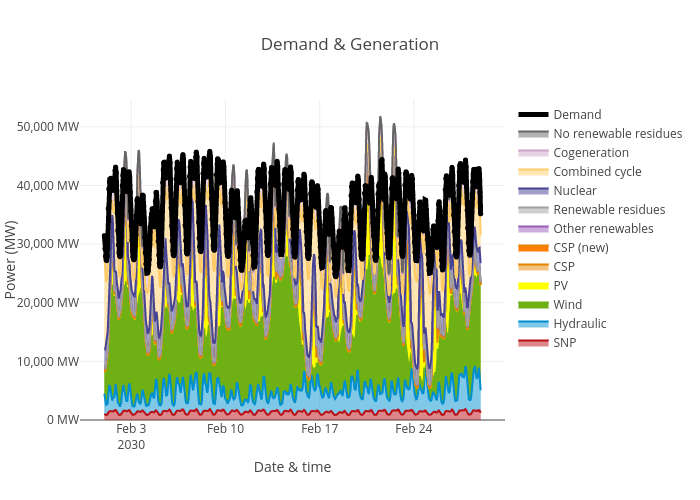 Demand & Generation
50,000 MW
40,000 MW
30,000 MW
20,000 MW
10,000 MW
0 MW
Power (MW)
Feb 3
2030
Feb 10
Feb 17
Feb 24
Date & time
Demand
No renewable residues
Cogeneration
Combined cycle
Nuclear
Renewable residues
Other renewables
CSP (new)
CSP
PV
Wind
Hydraulic
SNP